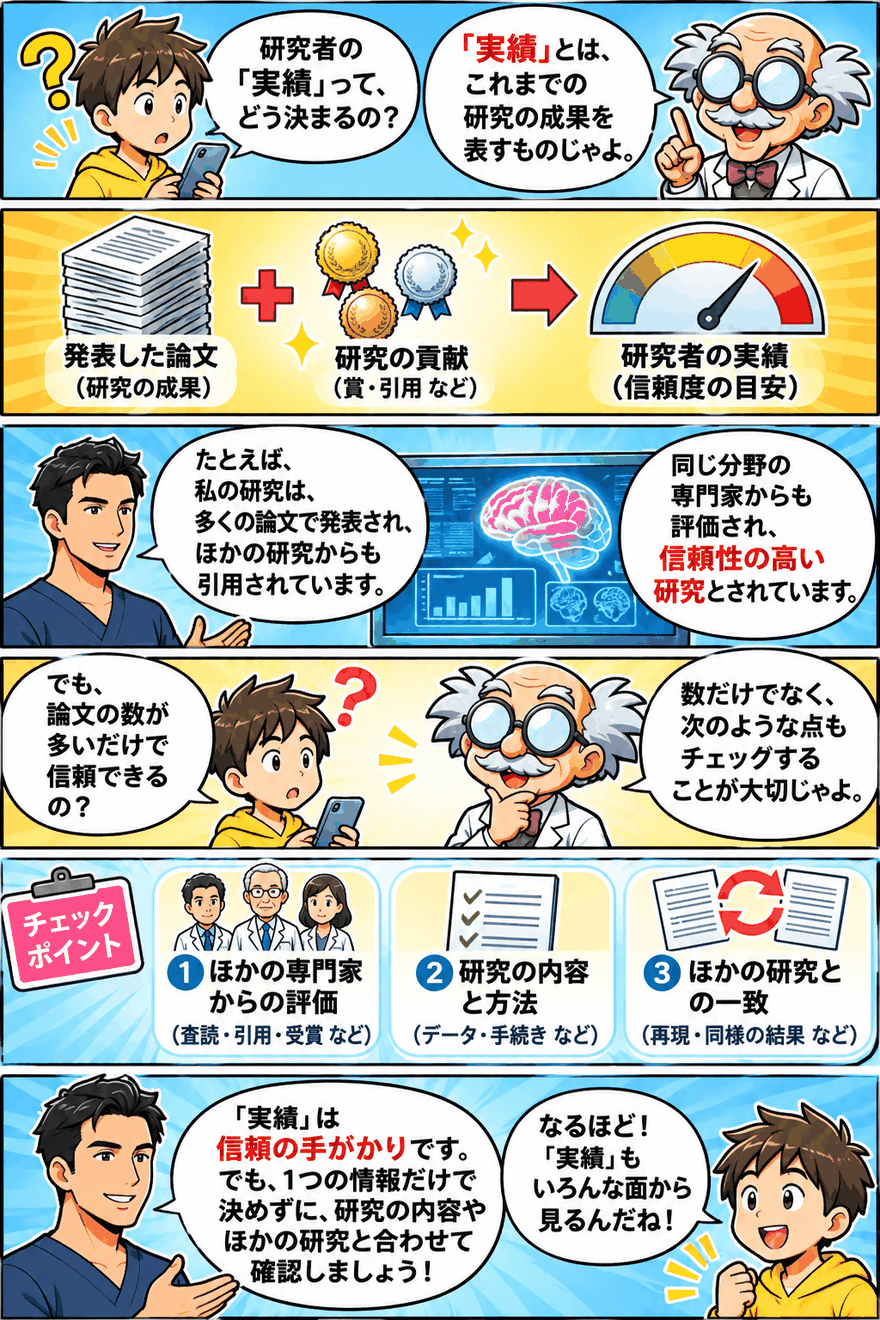 研究者の
「実績」って、
どう決まるの？
「実績」とは、
これまでの
研究の成果を
表すものじゃよ。
発表した論文
（研究の成果）
研究の貢献
（賞・引用 など）
研究者の実績
（信頼度の目安）
たとえば、
私の研究は、
多くの論文で発表され、
ほかの研究からも
引用されています。
同じ分野の
専門家からも
評価され、
信頼性の高い
研究とされています。
でも、
論文の数が
多いだけで
信頼できる
の？
数だけでなく、
次のような点も
チェッグする
ことが大切じゃよ。
チェック
ポイント
1 ほかの専門家
からの評価
（査読・引用・受賞 など）
2 研究の内容
と方法
（データ・手続き など）
3 ほかの研究と
の一致
（再現・同様の結果 など）
「実績」は
信頼の手がかりです。
でも、1つの情報だけで
決めずに、研究の内容や
ほかの研究と合わせて
確認しましょう！
なるほど！
「実績」も
いろんな面から
見るんだね！